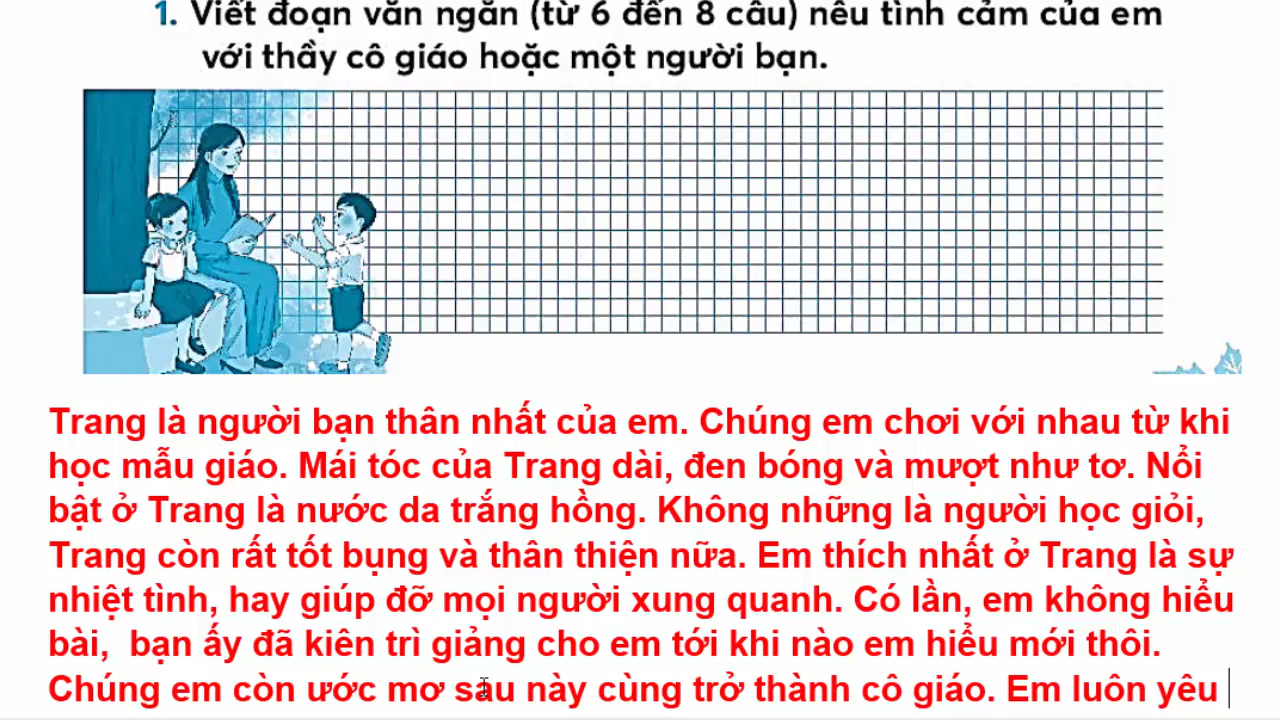 1. Viết đoạn văn ngắn (từ 6 đến 8 câu) nêu tình cảm của em
với thầy cô giáo hoặc một người bạn.
Trang là người bạn thân nhất của em. Chúng em chơi với nhau từ khi
học mẫu giáo. Mái tóc của Trang dài, đen bóng và mượt như tơ. Nổi
bật ở Trang là nước da trắng hồng. Không những là người học giỏi,
Trang còn rất tốt bụng và thân thiện nữa. Em thích nhất ở Trang là sự
nhiệt tình, hay giúp đỡ mọi người xung quanh. Có lần, em không hiểu
bài, bạn ấy đã kiên trì giảng cho em tới khi nào em hiểu mới thôi.
Chúng em còn ước mơ sau này cùng trở thành cô giáo. Em luôn yêu